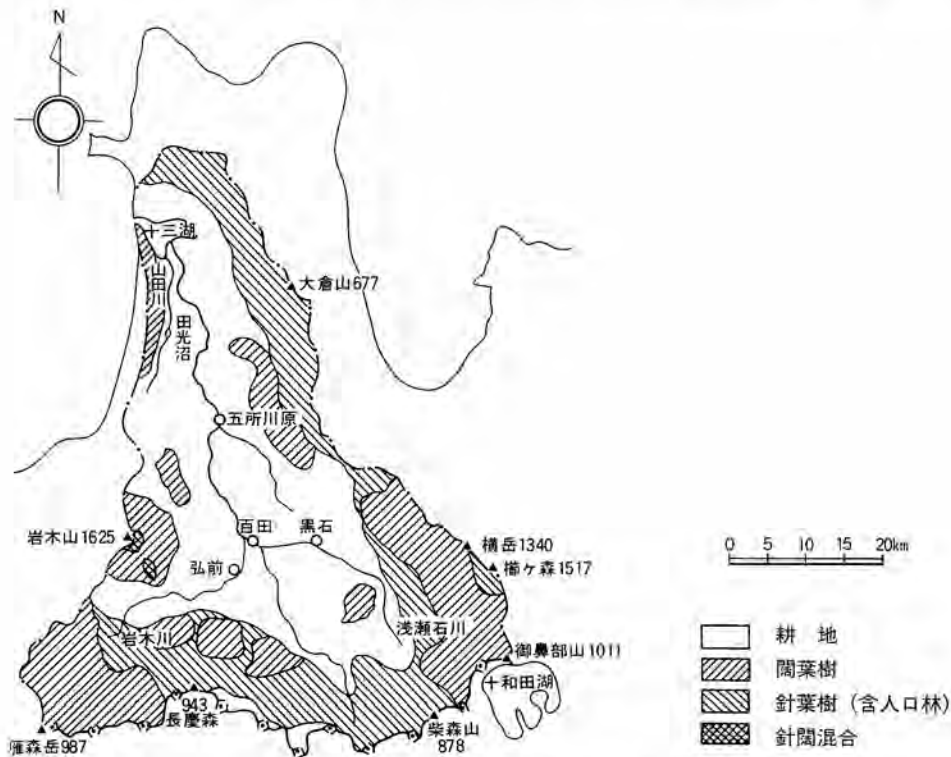 N
十三湖
山田川
田光沼
大倉山677
五所川原
岩木山1625
百田
黒石
弘前
横岳1340
櫛ケ森1517
岩木川
浅瀬石川
御鼻部山1011
十和田湖
943
長慶森
柴森山
878
雁森岳987
0 5 10 20km
耕地
闊葉樹
針葉樹（含人口林）
針闊混合